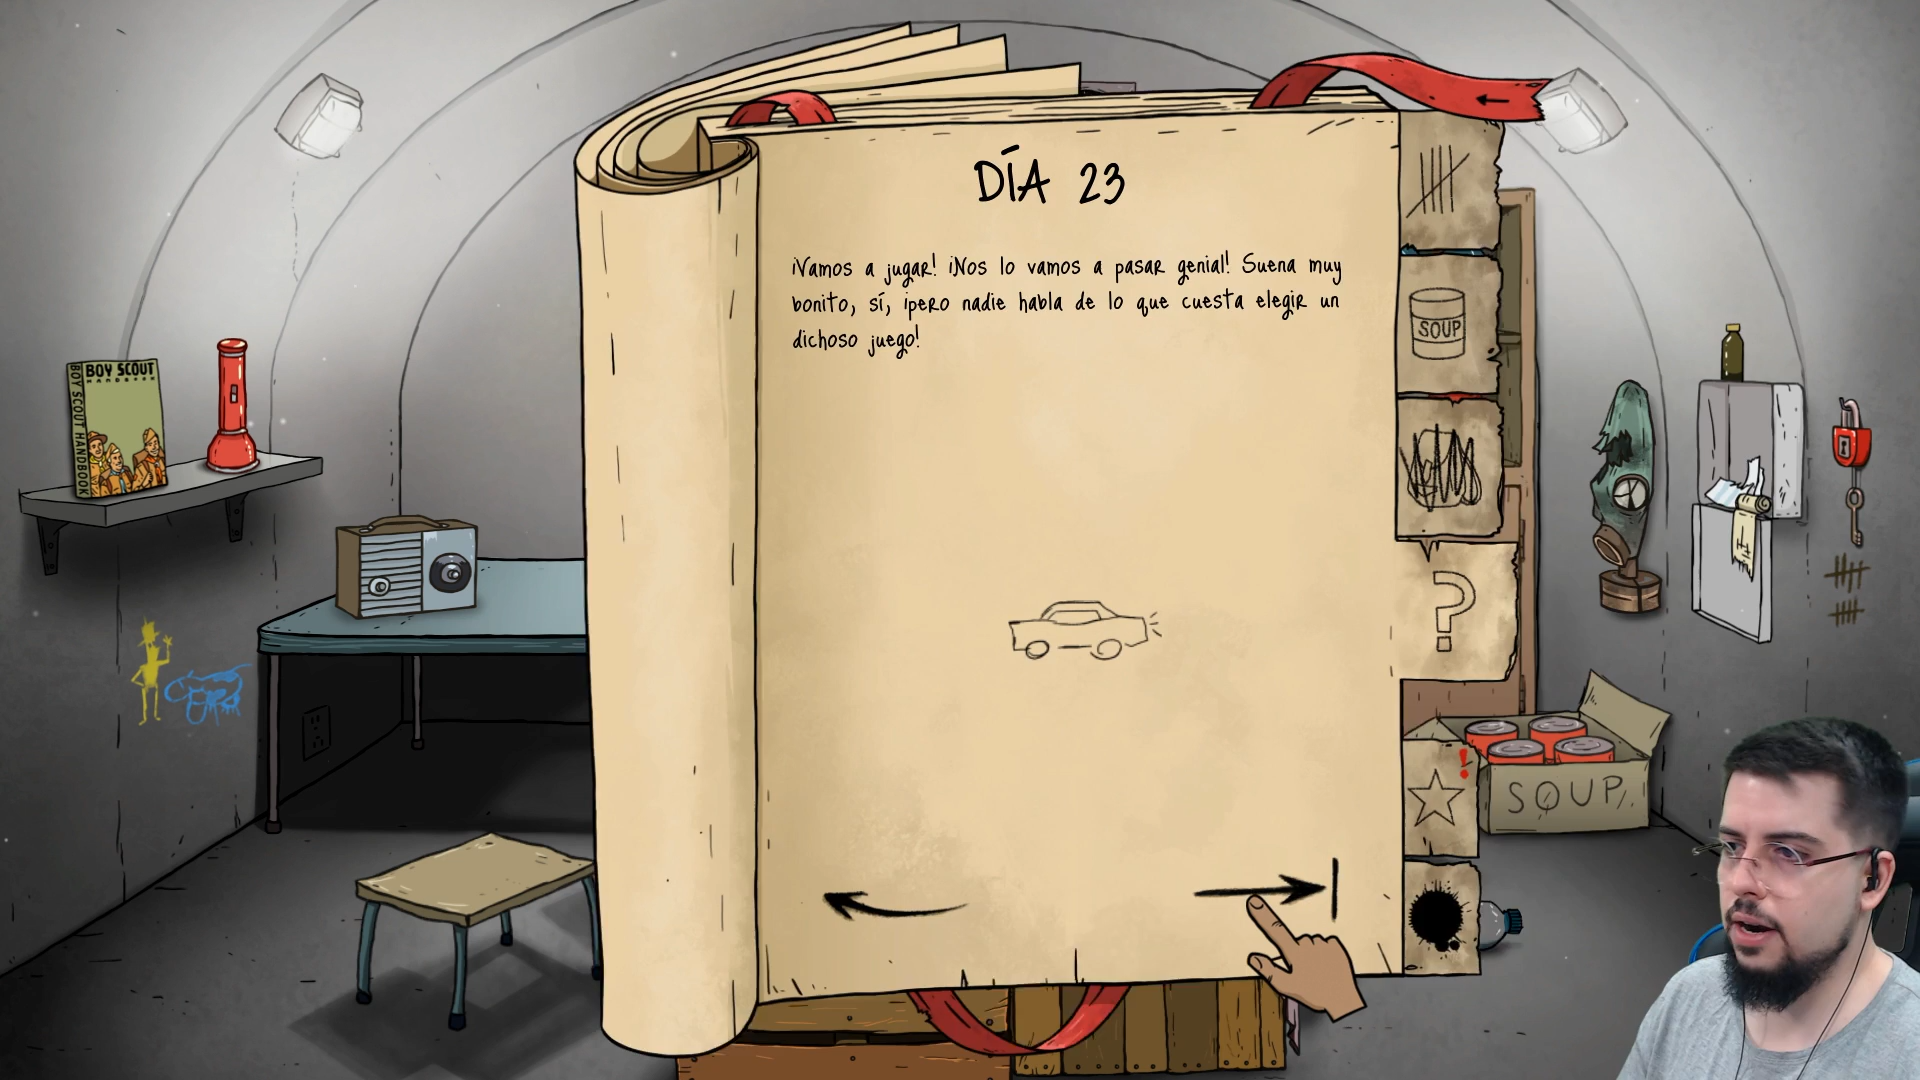 DÍA 23
¡Vamos a jugar! ¡Nos lo vamos a pasar genial! Suena muy
bonito, sí, ¡pero nadie habla de lo que cuesta elegir un
dichoso juego!
BOY SCOUT
HANDBOOK
BOY SCOUT HANDBOOK
SOUP
?
!
SOUP